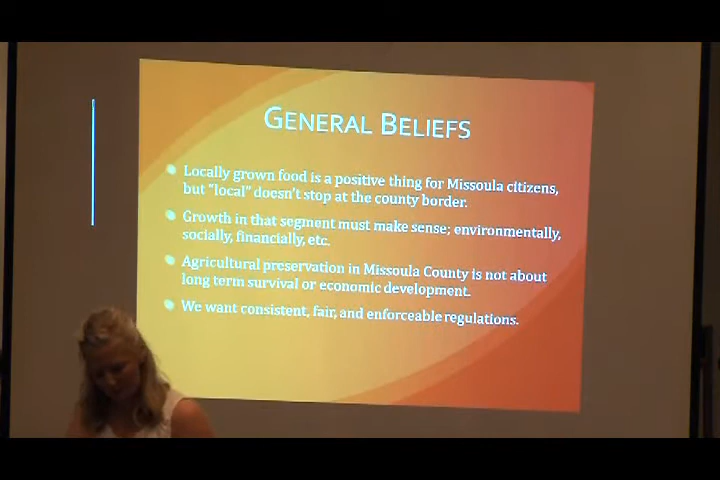 GENERAL BELIEFS
Locally grown food is a positive thing for Missoula citizens,
but "local" doesn't stop at the county border.
Growth in that segment must make sense; environmentally,
socially, financially, etc.
Agricultural preservation in Missoula County is not about
long term survival or economic development.
We want consistent, fair, and enforceable regulations.